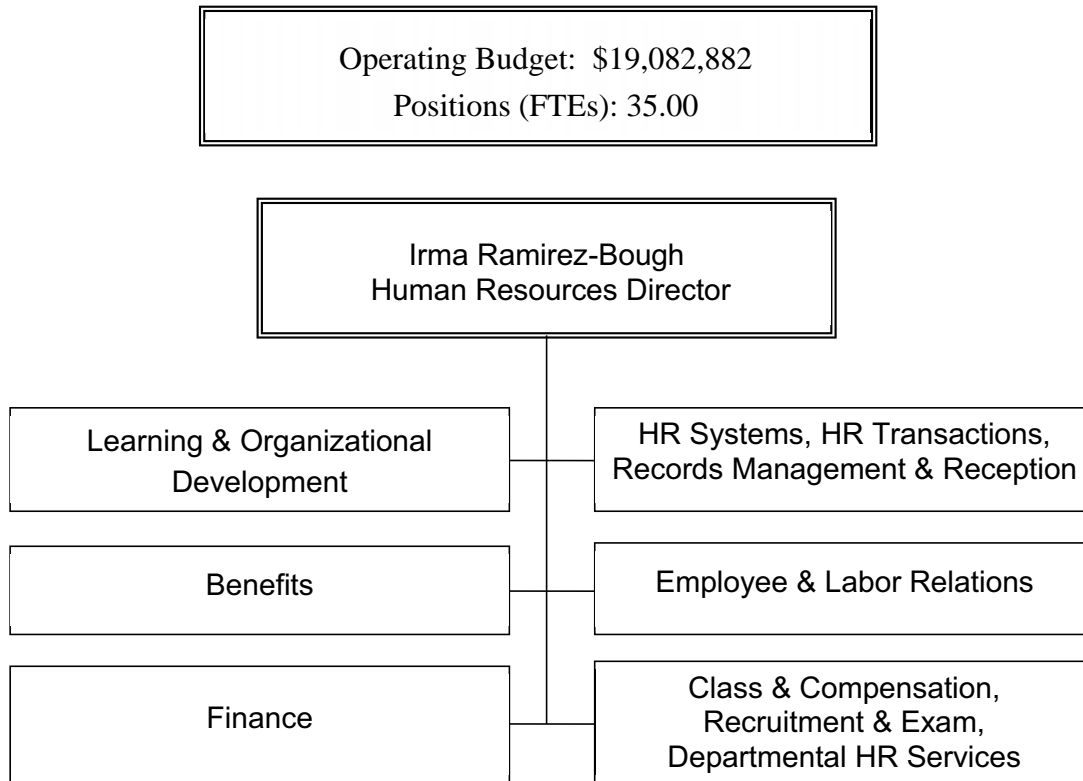 Operating Budget:  $19,082,882
Positions (FTEs): 35.00
Irma Ramirez-Bough
Human Resources Director
Learning & Organizational
Development
HR Systems, HR Transactions,
Records Management & Reception
Benefits
Employee & Labor Relations
Finance
Class & Compensation,
Recruitment & Exam,
Departmental HR Services